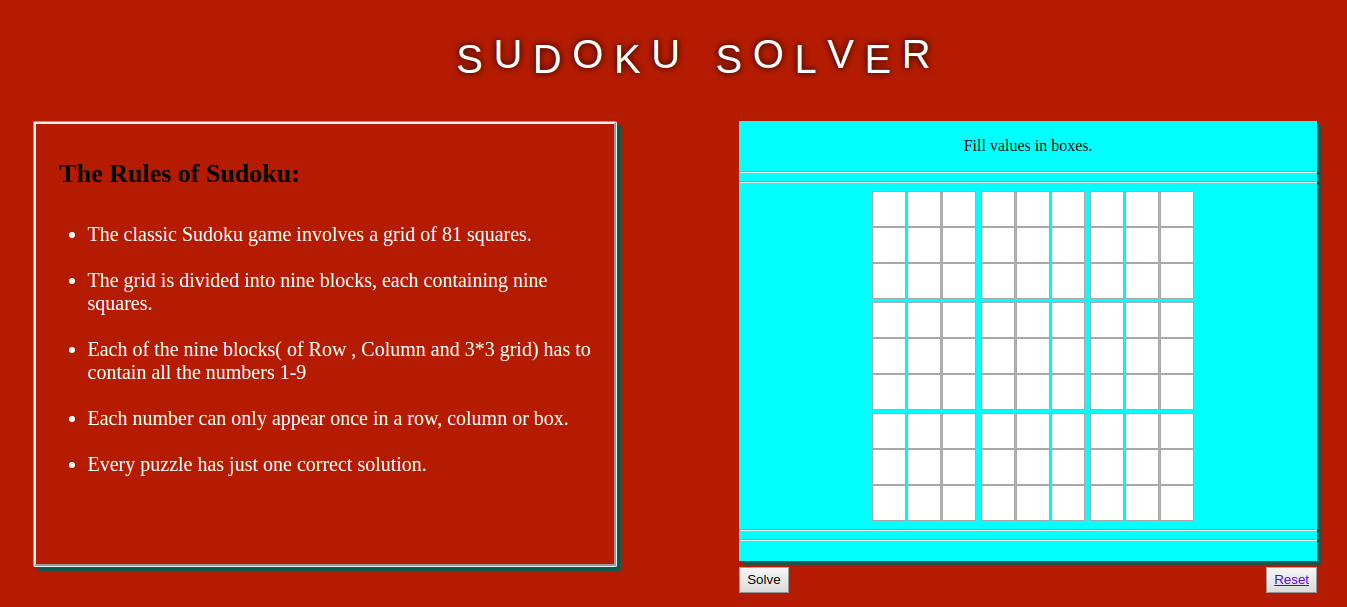 SUDOKU SOLVER
The Rules of Sudoku:
The classic Sudoku game involves a grid of 81 squares.
The grid is divided into nine blocks, each containing nine
squares.
Each of the nine blocks( of Row , Column and 3*3 grid) has to
contain all the numbers 1-9
Each number can only appear once in a row, column or box.
Every puzzle has just one correct solution.
Fill values in boxes.
Solve
Reset